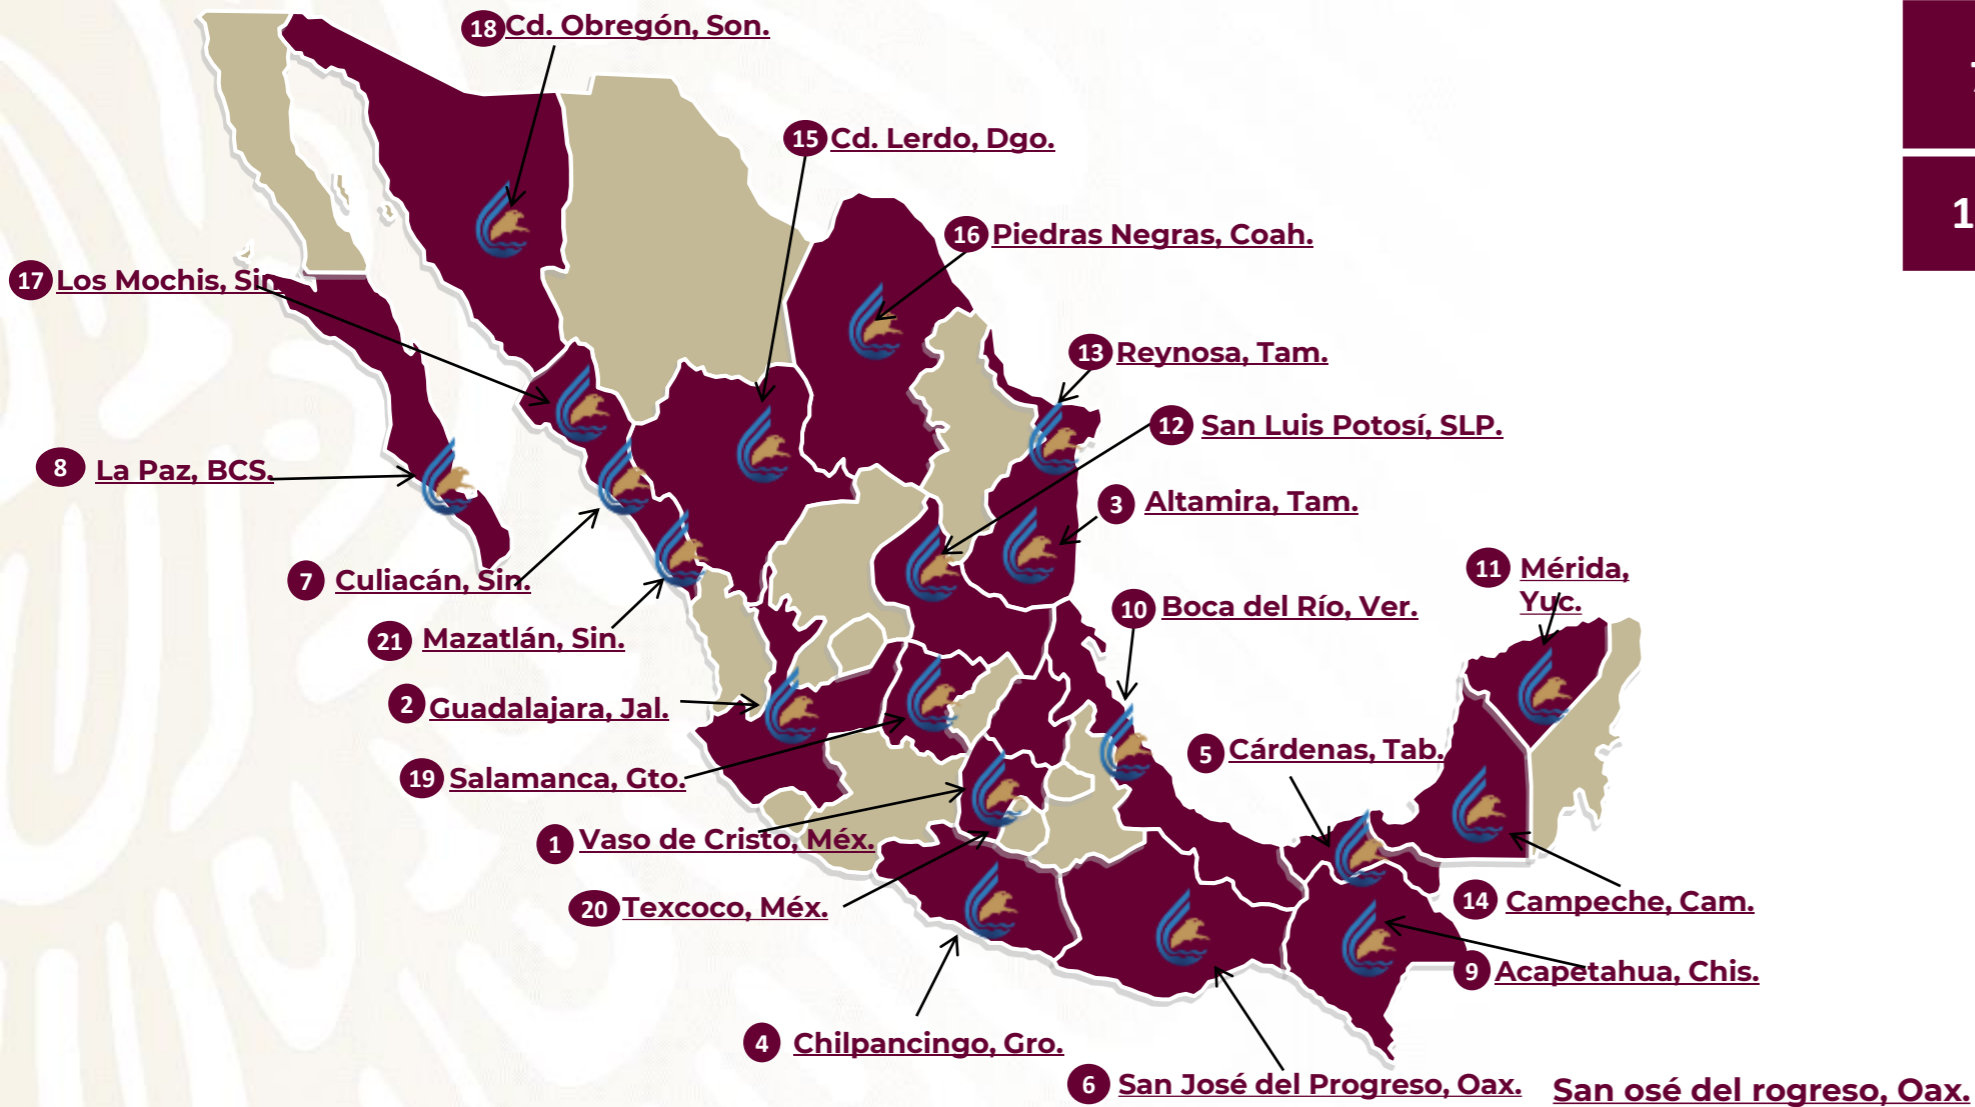 18 Cd. Obregón, Son.
15 Cd. Lerdo, Dgo.
16 Piedras Negras, Coah.
1
17 Los Mochis, Sin
13 Reynosa, Tam.
12 San Luis Potosí, SLP.
8 La Paz, BCS.
3 Altamira, Tam.
11 Mérida,
Yuc.
7 Culiacán, Sin.
10 Boca del Río, Ver.
21 Mazatlán, Sin.
2 Guadalajara, Jal.
5 Cárdenas, Tab.
19 Salamanca, Gto.
1 Vaso de Cristo, Méx.
20 Texcoco, Méx.
14 Campeche, Cam.
9 Acapetahua, Chis.
4 Chilpancingo, Gro.
6 San José del Progreso, Oax.
San osé del rogreso, Oax.